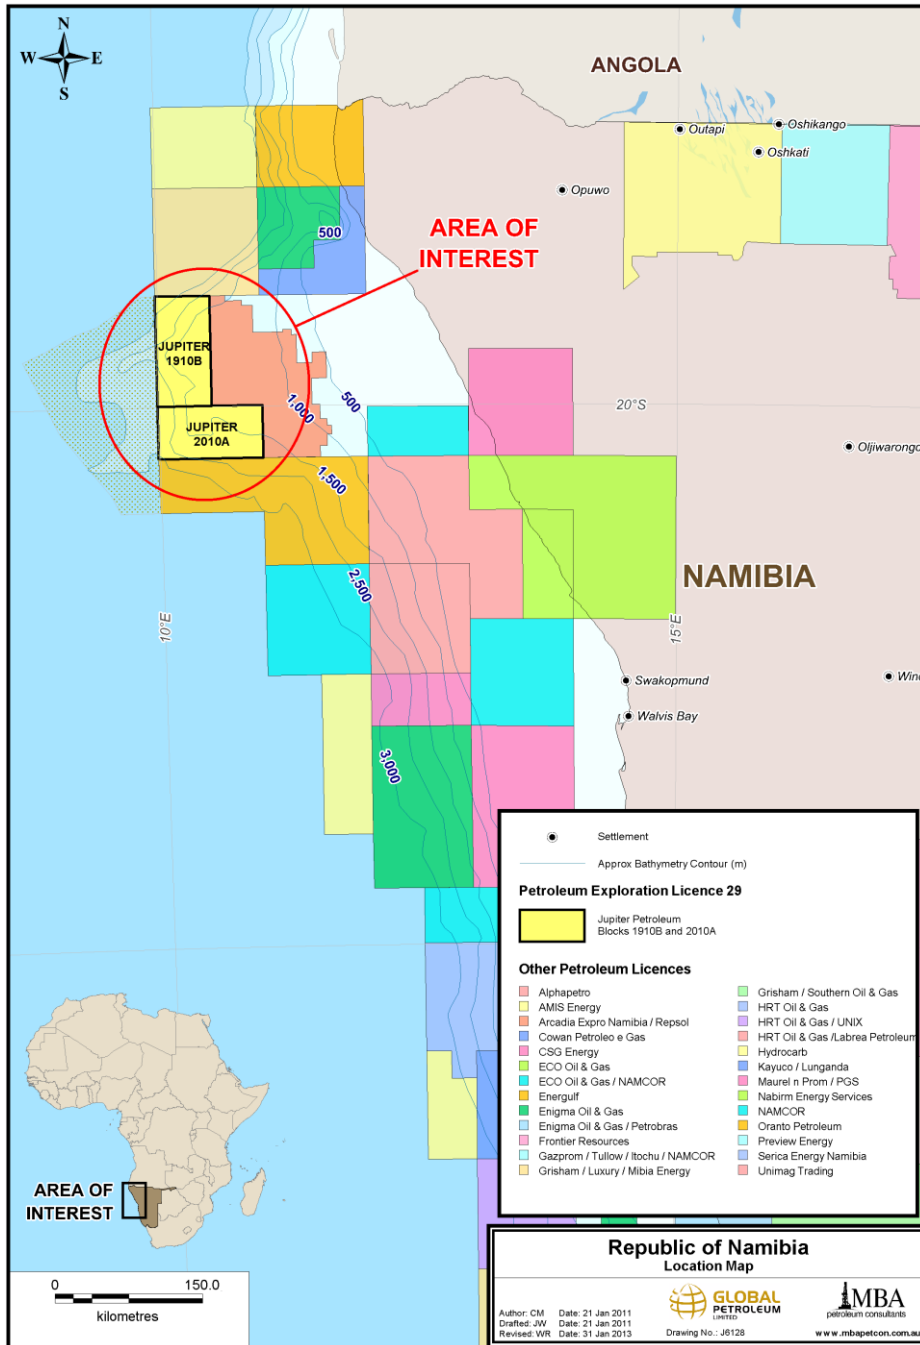 N
W E
S
ANGOLA
Outapi
Oshikango
Oshkati
Opuwo
500
AREA OF
INTEREST
JUPITER
1910B
JUPITER
2010A
1,000
500
20°S
Oljiwarongo
1,500
NAMIBIA
2,500
10°E
15°E
Swakopmund
Walvis Bay
3,000
Settlement
Approx Bathymetry Contour (m)
Petroleum Exploration Licence 29
Jupiter Petroleum
Blocks 1910B and 2010A
Other Petroleum Licences
Alphapetro
AMIS Energy
Arcadia Expro Namibia / Repsol
Cowan Petroleo e Gas
CSG Energy
ECO Oil & Gas
ECO Oil & Gas / NAMCOR
Energulf
Enigma Oil & Gas
Enigma Oil & Gas / Petrobras
Frontier Resources
Gazprom / Tullow / Itochu / NAMCOR
Grisham / Luxury / Mibia Energy
Grisham / Southern Oil & Gas
HRT Oil & Gas
HRT Oil & Gas / UNIX
HRT Oil & Gas /Labrea Petroleum
Hydrocarb
Kayuco / Lunganda
Maurel n Prom / PGS
Nabirm Energy Services
NAMCOR
Oranto Petroleum
Preview Energy
Serica Energy Namibia
Unimag Trading
AREA OF
INTEREST
0 150.0
kilometres
Republic of Namibia
Location Map
Author: CM Date: 21 Jan 2011
Drafted: JW Date: 21 Jan 2011
Revised: WR Date: 31 Jan 2013
GLOBAL
PETROLEUM
LIMITED
Drawing No.: J6128
MBA
petroleum consultants
www.mbapetcon.com.au